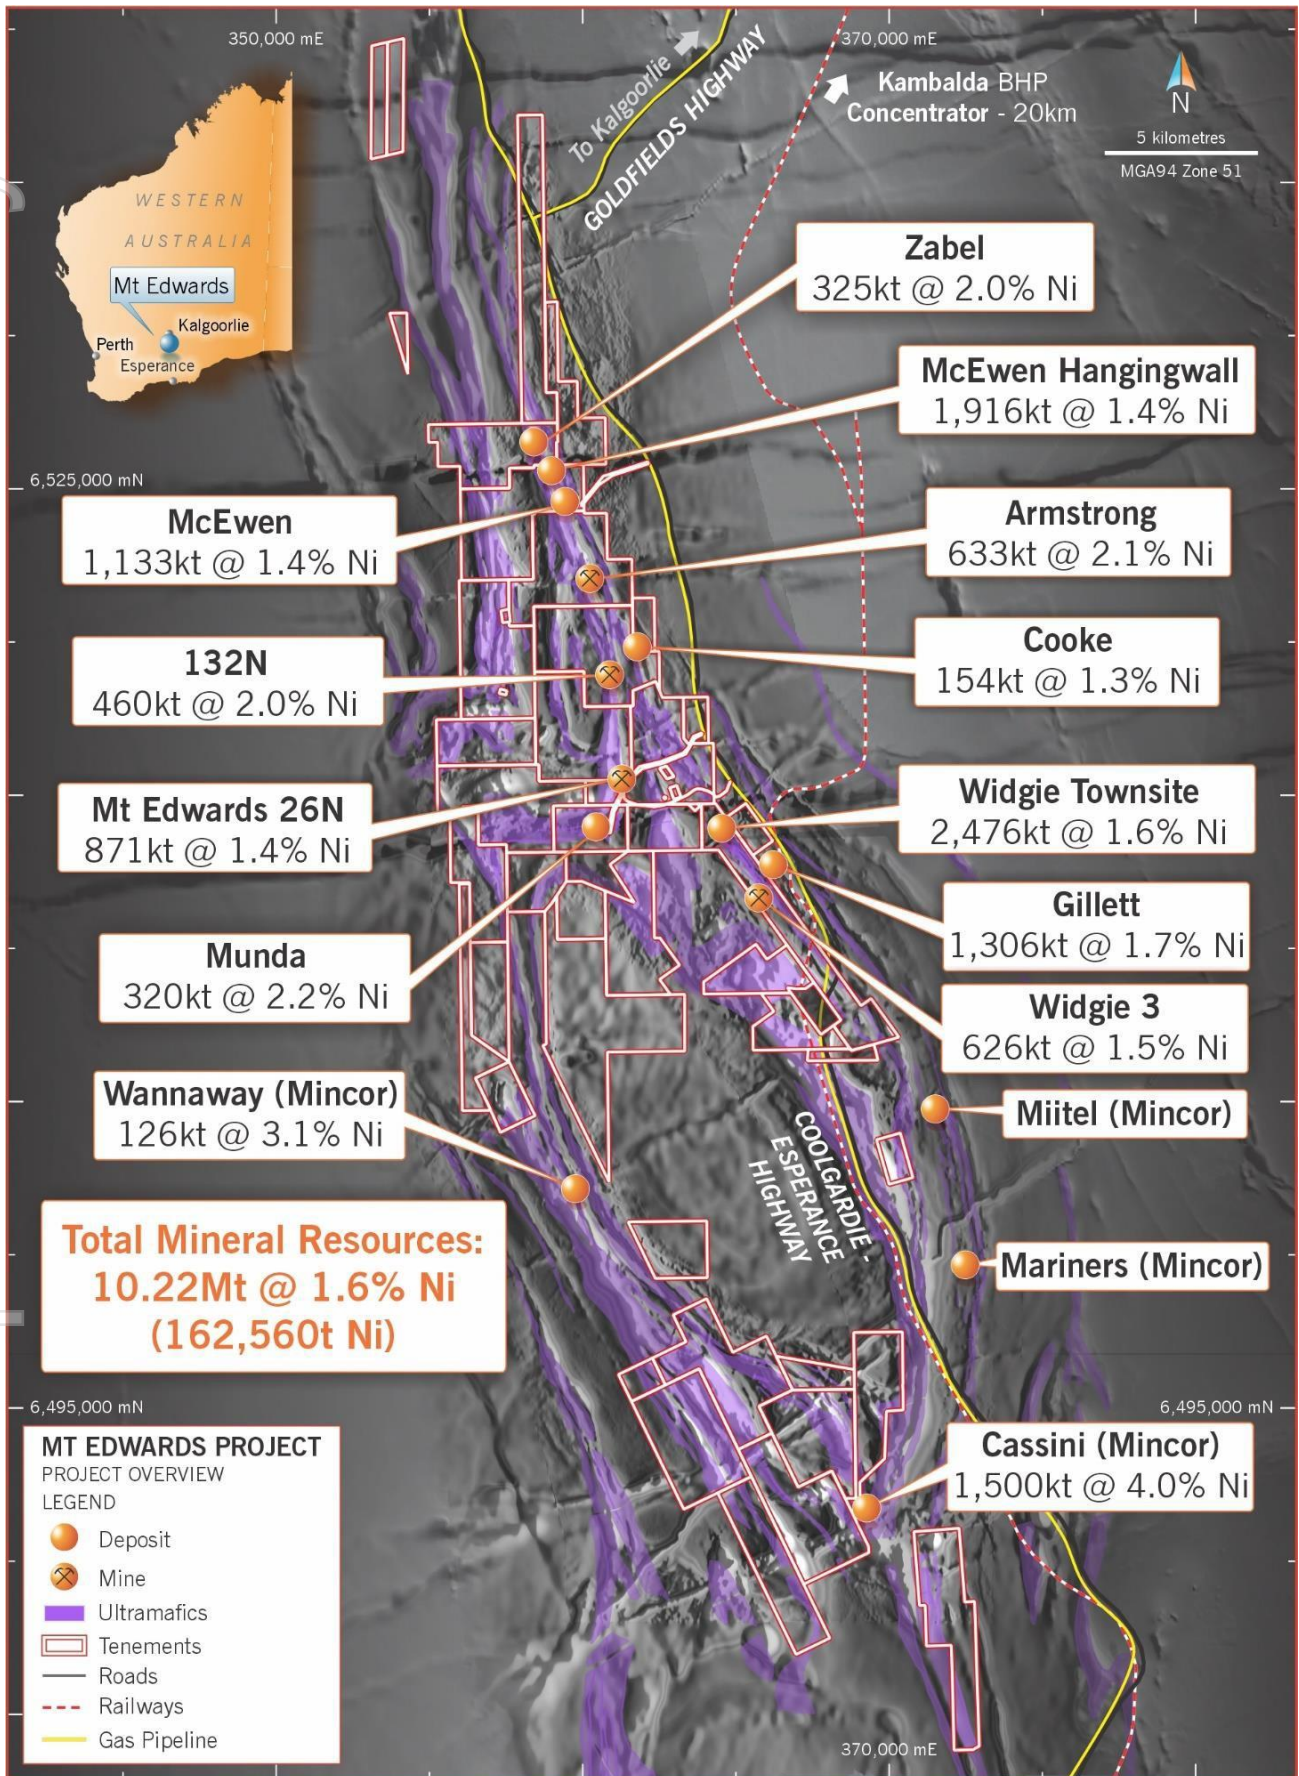 350,000 mE
370,000 mE
To Kalgoorlie
GOLDFIELDS HIGHWAY
Kambalda BHP
Concentrator - 20km
N
5 kilometres
MGA94 Zone 51
WESTERN
AUSTRALIA
Mt Edwards
Kalgoorlie
Perth
Esperance
Zabel
325kt @ 2.0% Ni
McEwen Hangingwall
1,916kt @ 1.4% Ni
6,525,000 mN
McEwen
1,133kt @ 1.4% Ni
Armstrong
633kt @ 2.1% Ni
132N
460kt @ 2.0% Ni
Cooke
154kt @ 1.3% Ni
Mt Edwards 26N
871kt @ 1.4% Ni
Widgie Townsite
2,476kt @ 1.6% Ni
Gillett
1,306kt @ 1.7% Ni
Munda
320kt @ 2.2% Ni
Widgie 3
626kt @ 1.5% Ni
Wannaway (Mincor)
126kt @ 3.1% Ni
Miitel (Mincor)
COOLGARDIE -
ESPERANCE
HIGHWAY
Total Mineral Resources:
10.22Mt @ 1.6% Ni
(162,560t Ni)
Mariners (Mincor)
6,495,000 mN
6,495,000 mN
Cassini (Mincor)
1,500kt @ 4.0% Ni
MT EDWARDS PROJECT
PROJECT OVERVIEW
LEGEND
Deposit
Mine
Ultramafics
Tenements
Roads
Railways
Gas Pipeline
370,000 mE